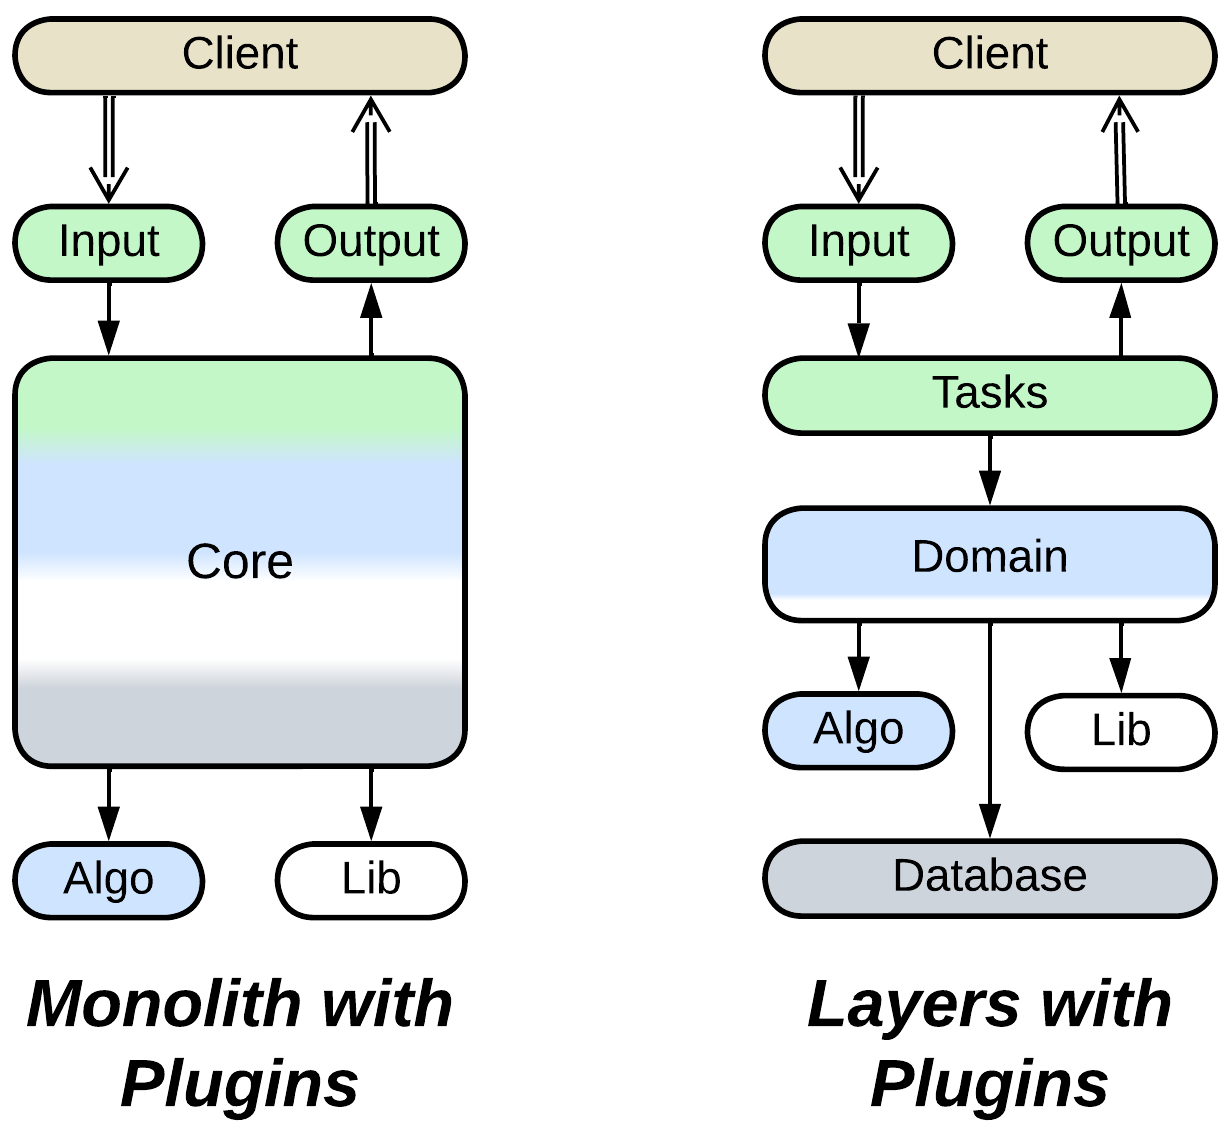 Client
Input
Output
Core
Algo
Lib
Monolith with
Plugins
Client
Input
Output
Tasks
Domain
Algo
Lib
Database
Layers with
Plugins